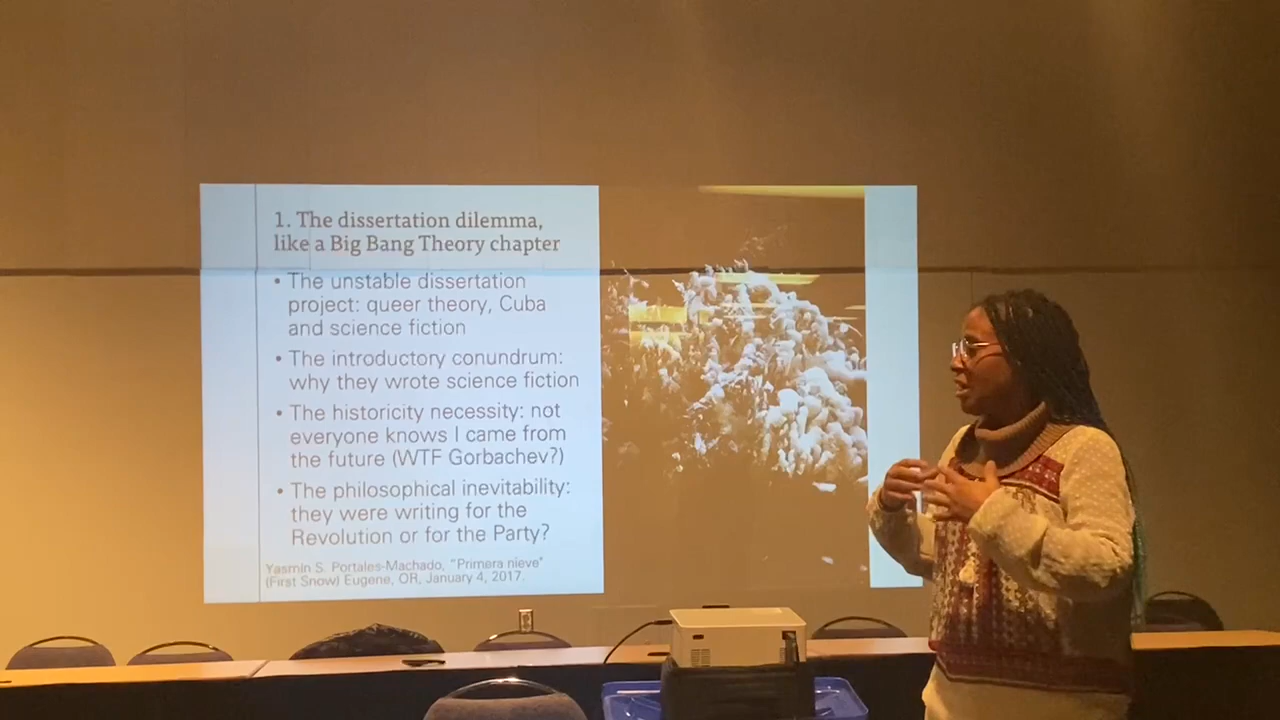 1. The dissertation dilemma,
like a Big Bang Theory chapter
• The unstable dissertation
project: queer theory, Cuba
and science fiction
• The introductory conundrum:
why they wrote science fiction
• The historicity necessity: not
everyone knows I came from
the future (WTF Gorbachev?)
• The philosophical inevitability:
they were writing for the
Revolution or for the Party?
Yasmín S. Portales-Machado, "Primera nieve"
(First Snow) Eugene, OR, January 4, 2017.